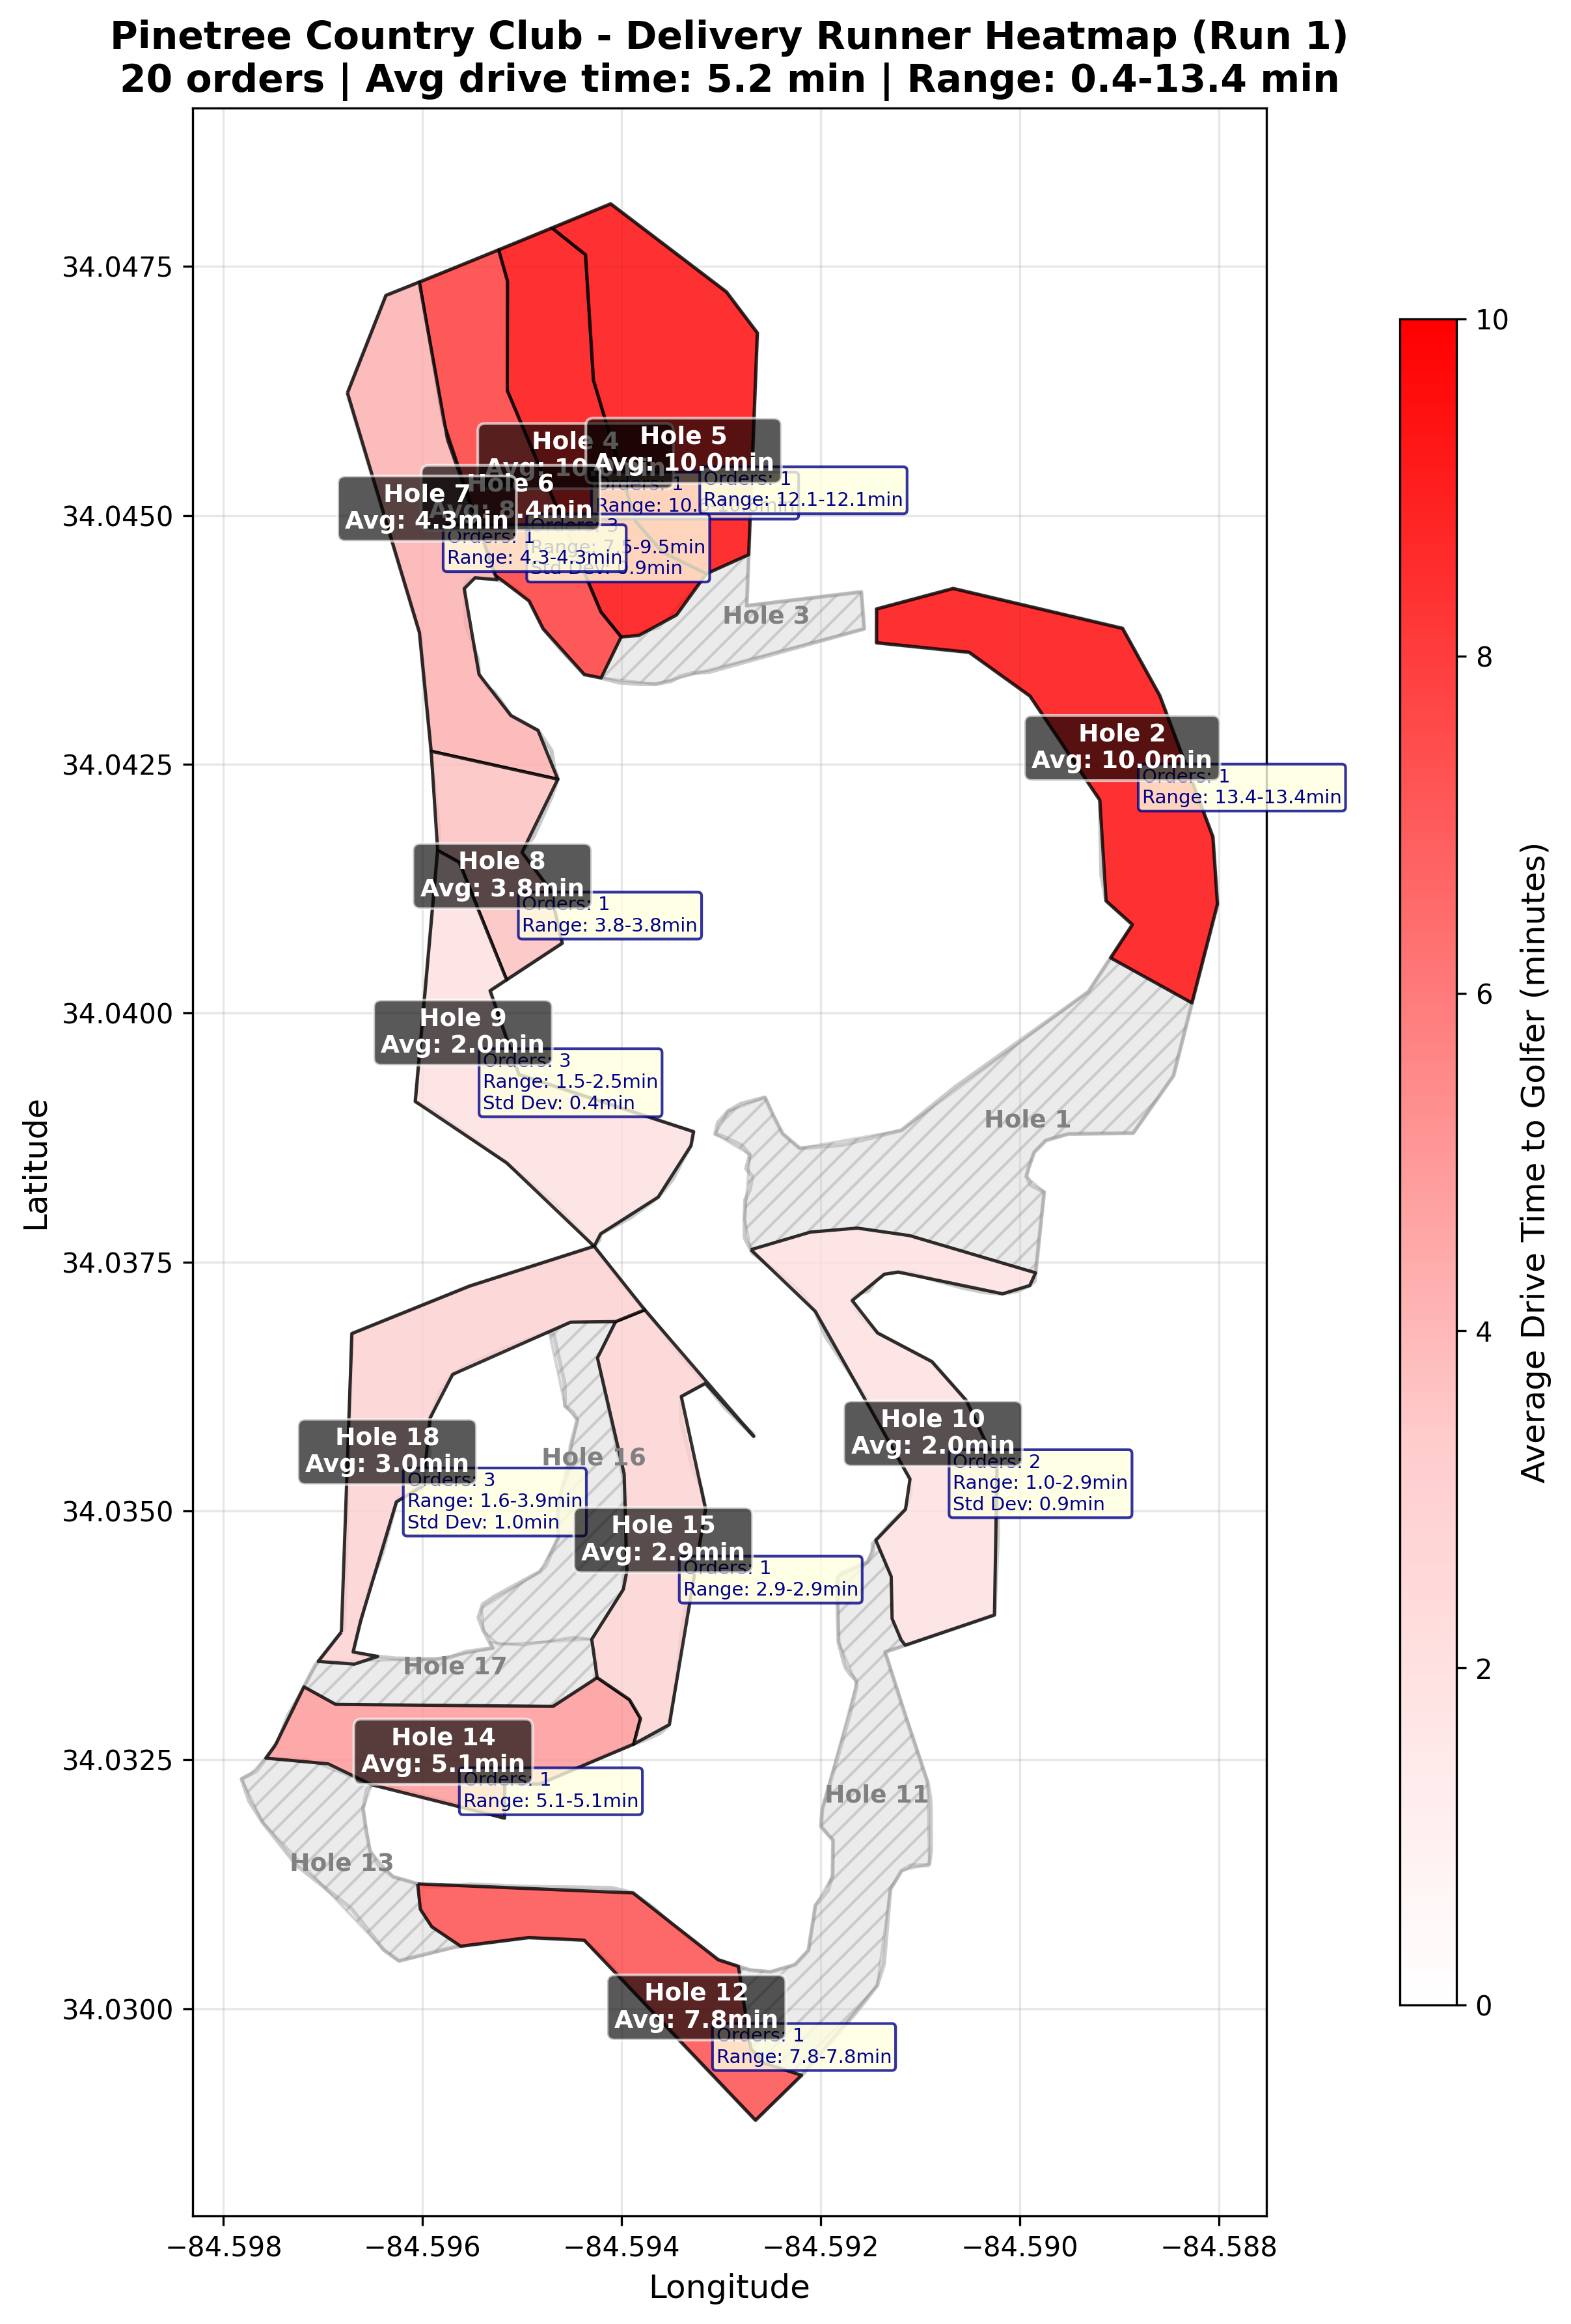 Pinetree Country Club - Delivery Runner Heatmap (Run 1)
20 orders | Avg drive time: 5.2 min | Range: 0.4-13.4 min
34.0475
34.0450
34.0425
34.0400
34.0375
34.0350
34.0325
34.0300
Latitude
−84.598
−84.596
−84.594
−84.592
−84.590
−84.588
Longitude
Hole 4
Avg: 10.
Orders: 1
Range: 10.
Hole 5
Avg: 10.0min
Orders: 1
Range: 12.1-12.1min
Hole 6
Avg: 8.4min
Orders: 3
Range: 7.5-9.5min
Std Dev: 0.9min
Hole 7
Avg: 4.3min
Orders: 1
Range: 4.3-4.3min
Hole 3
Hole 2
Avg: 10.0min
Orders: 1
Range: 13.4-13.4min
Hole 8
Avg: 3.8min
Orders: 1
Range: 3.8-3.8min
Hole 9
Avg: 2.0min
Orders: 3
Range: 1.5-2.5min
Std Dev: 0.4min
Hole 1
Hole 10
Avg: 2.0min
Orders: 2
Range: 1.0-2.9min
Std Dev: 0.9min
Hole 18
Avg: 3.0min
Orders: 3
Range: 1.6-3.9min
Std Dev: 1.0min
Hole 16
Hole 15
Avg: 2.9min
Orders: 1
Range: 2.9-2.9min
Hole 17
Hole 14
Avg: 5.1min
Orders: 1
Range: 5.1-5.1min
Hole 11
Hole 13
Hole 12
Avg: 7.8min
Orders: 1
Range: 7.8-7.8min
10
8
6
4
2
0
Average Drive Time to Golfer (minutes)